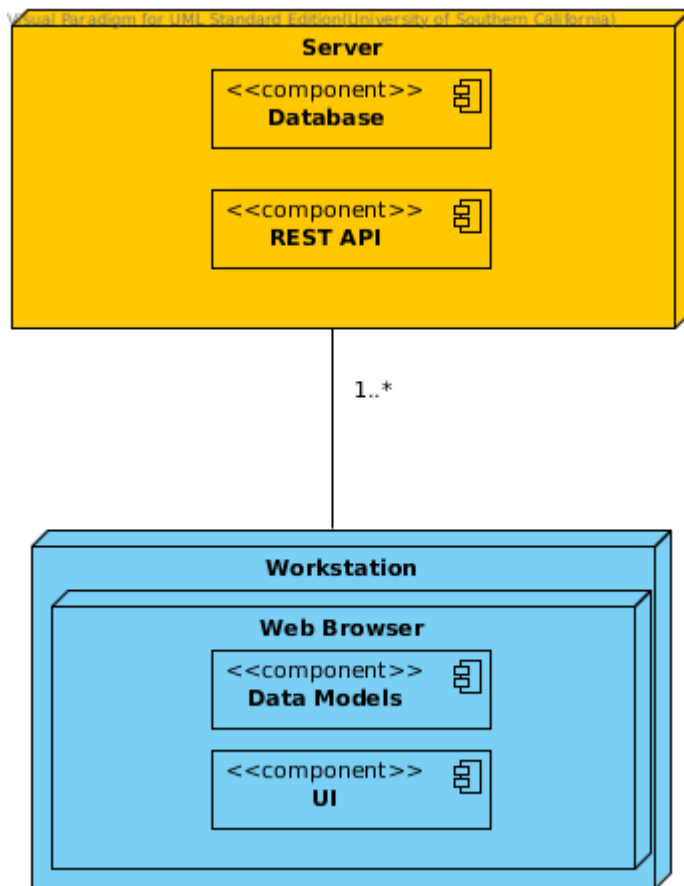 Visual Paradigm for UML Standard Edition(University of Southern California)
Server
<<component>>
Database
<<component>>
REST API
1..*
Workstation
Web Browser
<<component>>
Data Models
<<component>>
UI